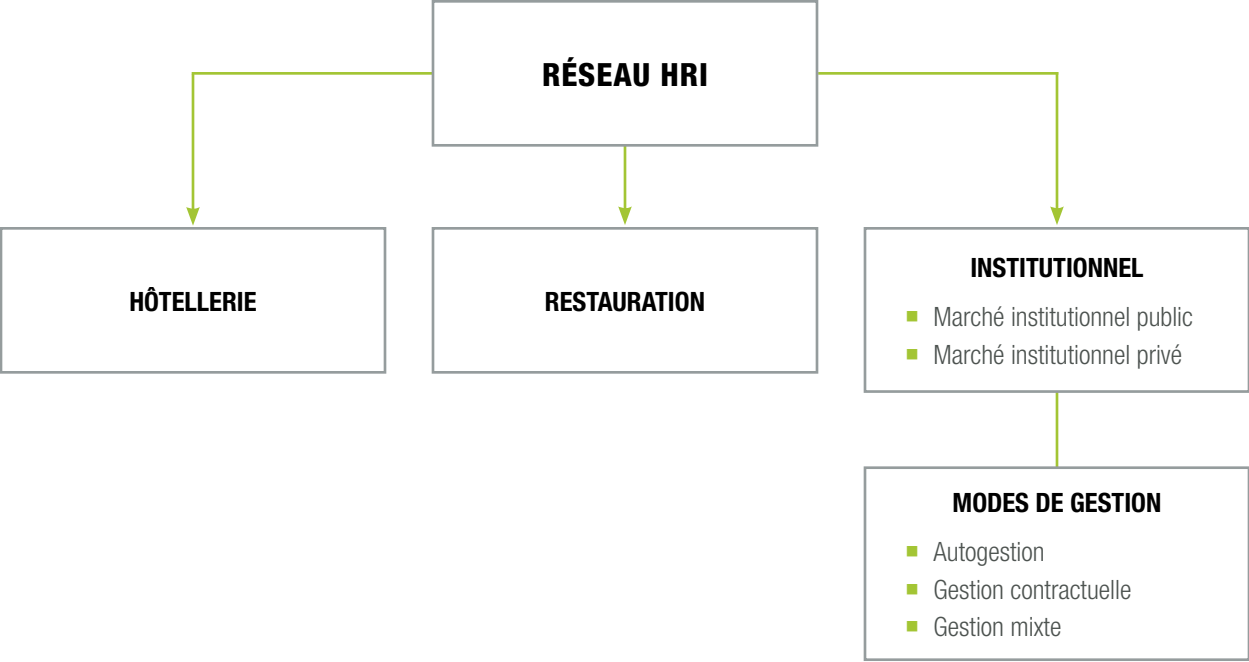 RÉSEAU HRI
HÔTELLERIE
RESTAURATION
INSTITUTIONNEL
Marché institutionnel public
Marché institutionnel privé
MODES DE GESTION
Autogestion
Gestion contractuelle
Gestion mixte